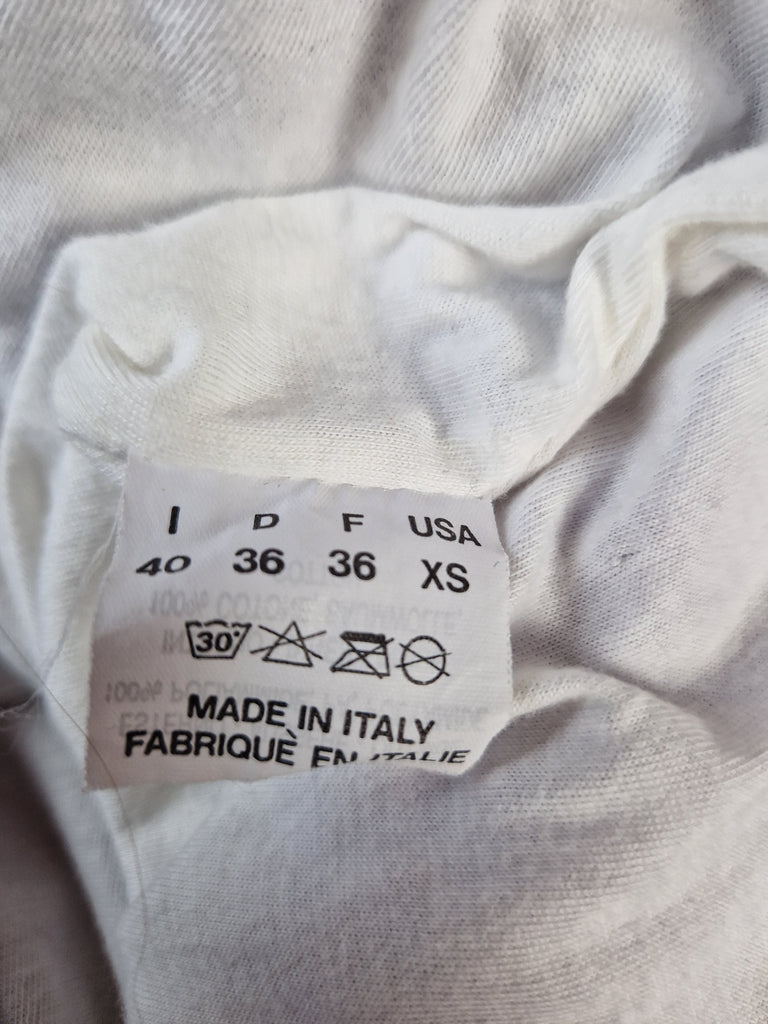 I D F USA
40 36 36 XS
30°
MADE IN ITALY
FABRIQUÈ EN ITALIE